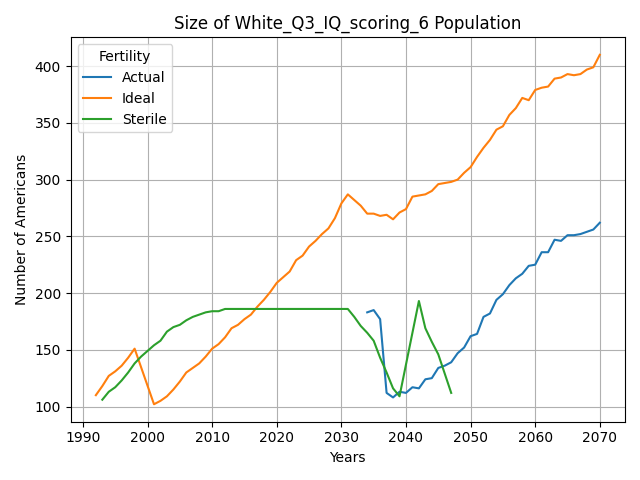 Size of White_Q3_IQ_scoring_6 Population
Fertility
Actual
Ideal
Sterile
Number of Americans
400
350
300
250
200
150
100
1990
2000
2010
2020
2030
2040
2050
2060
2070
Years